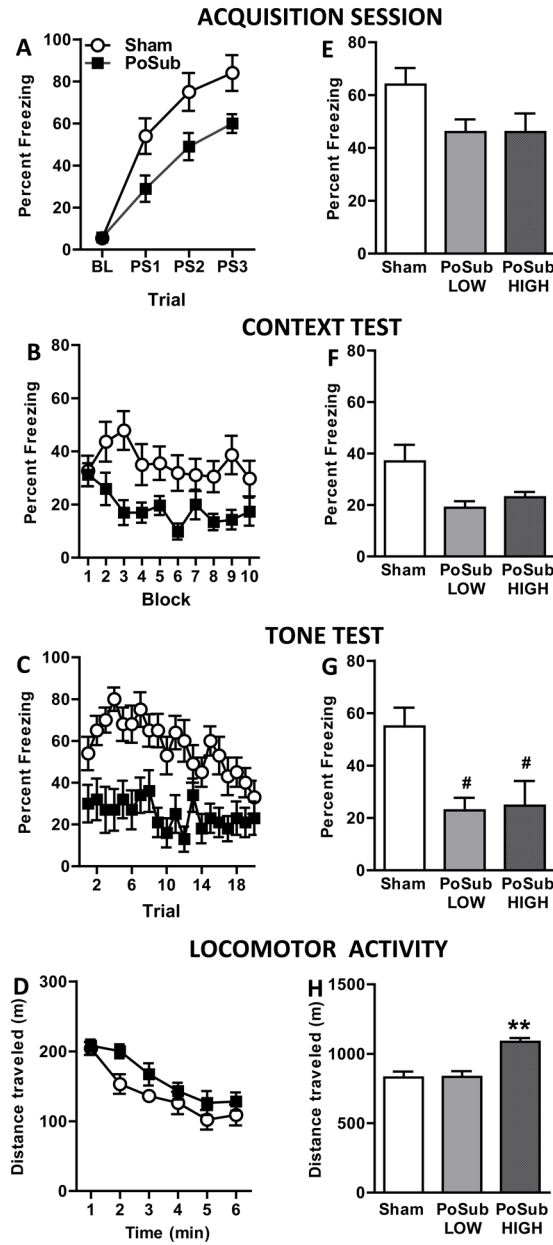 ACQUISITION SESSION
A
Sham
PoSub
Percent Freezing
100
80
60
40
20
0
BL PS1 PS2 PS3
Trial
E
Percent Freezing
80
60
40
20
0
Sham PoSub PoSub
LOW HIGH
CONTEXT TEST
B
Percent Freezing
80
60
40
20
0
1 2 3 4 5 6 7 8 9 10
Block
F
Percent Freezing
80
60
40
20
0
Sham PoSub PoSub
LOW HIGH
TONE TEST
C
Percent Freezing
100
80
60
40
20
0
2 6 10 14 18
Trial
G
Percent Freezing
80
60
40
20
0
# #
Sham PoSub PoSub
LOW HIGH
LOCOMOTOR ACTIVITY
D
Distance traveled (m)
300
200
100
0
1 2 3 4 5 6
Time (min)
H
Distance traveled (m)
1500
1000
500
0
**
Sham PoSub PoSub
LOW HIGH